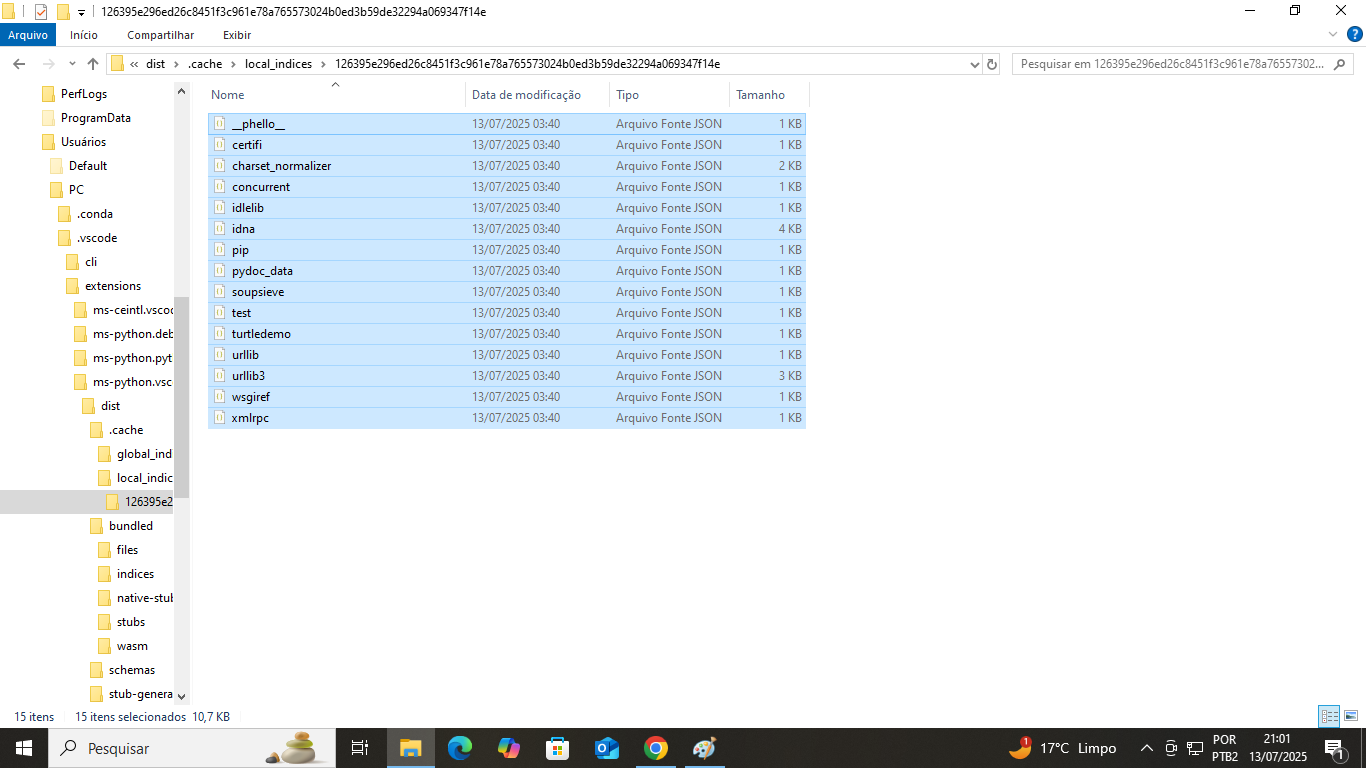 126395e296ed26c8451f3c961e78a765573024b0ed3b59de32294a069347f14e
Arquivo Início Compartilhar Exibir
« dist › .cache › local_indices › 126395e296ed26c8451f3c961e78a765573024b0ed3b59de32294a069347f14e
Pesquisar em 126395e296ed26c8451f3c961e78a76557302...
PerfLogs
ProgramData
Usuários
Default
PC
.conda
.vscode
cli
extensions
ms-ceintl.vscod
ms-python.deb
ms-python.pyt
ms-python.vsc
dist
.cache
global_ind
local_indic
126395e2
bundled
files
indices
native-stub
stubs
wasm
schemas
stub-genera
Nome Data de modificação Tipo Tamanho
__phello__ 13/07/2025 03:40 Arquivo Fonte JSON 1 KB
certifi 13/07/2025 03:40 Arquivo Fonte JSON 1 KB
charset_normalizer 13/07/2025 03:40 Arquivo Fonte JSON 2 KB
concurrent 13/07/2025 03:40 Arquivo Fonte JSON 1 KB
idlelib 13/07/2025 03:40 Arquivo Fonte JSON 1 KB
idna 13/07/2025 03:40 Arquivo Fonte JSON 4 KB
pip 13/07/2025 03:40 Arquivo Fonte JSON 1 KB
pydoc_data 13/07/2025 03:40 Arquivo Fonte JSON 1 KB
soupsieve 13/07/2025 03:40 Arquivo Fonte JSON 1 KB
test 13/07/2025 03:40 Arquivo Fonte JSON 1 KB
turtledemo 13/07/2025 03:40 Arquivo Fonte JSON 1 KB
urllib 13/07/2025 03:40 Arquivo Fonte JSON 1 KB
urllib3 13/07/2025 03:40 Arquivo Fonte JSON 3 KB
wsgiref 13/07/2025 03:40 Arquivo Fonte JSON 1 KB
xmlrpc 13/07/2025 03:40 Arquivo Fonte JSON 1 KB
15 itens 15 itens selecionados 10,7 KB
Pesquisar
1
17°C Limpo
POR
PTB2
21:01
13/07/2025
1